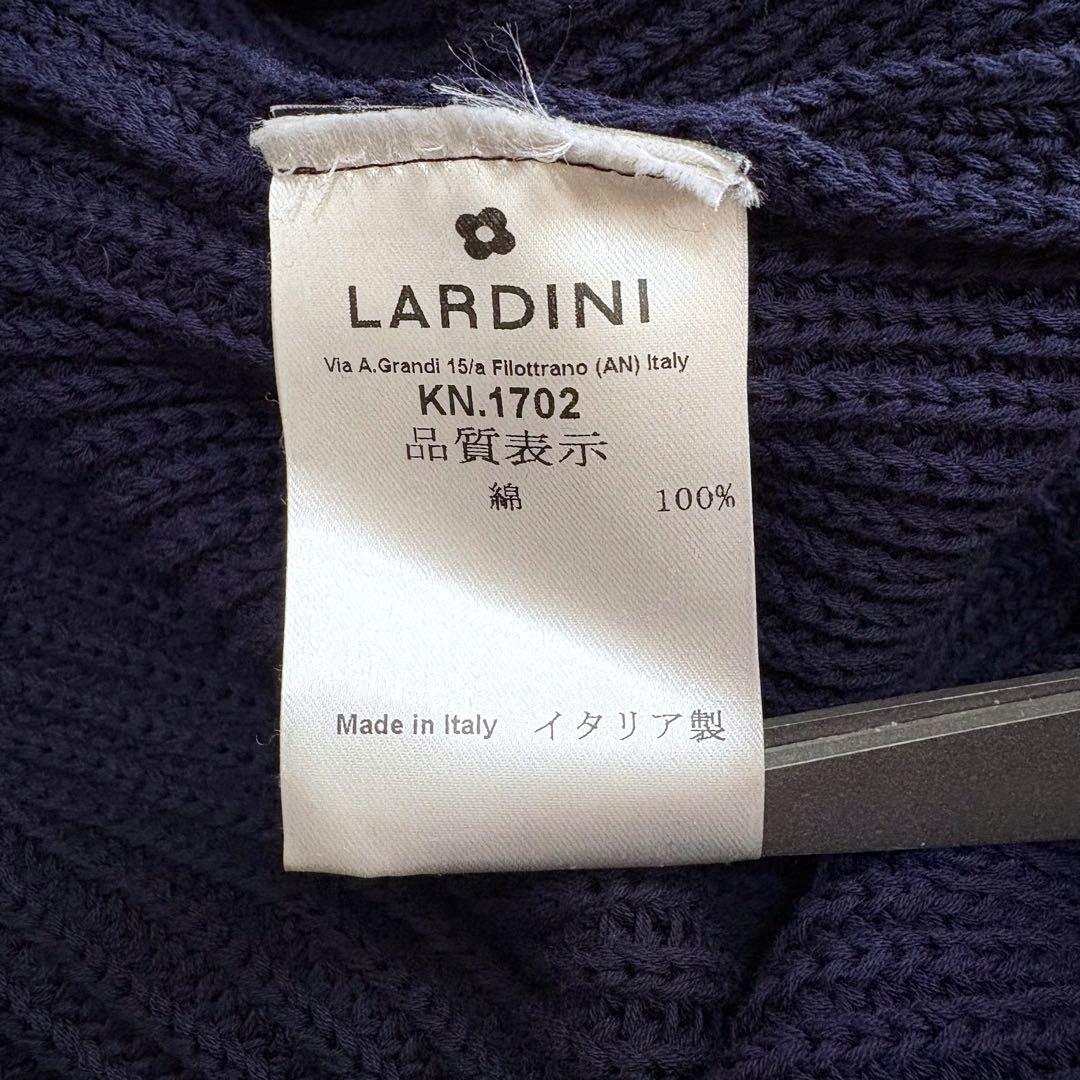 LARDINI
Via A.Grandi 15/a Filottrano (AN) Italy
KN.1702
品質表示
綿 100%
Made in Italy イタリア製